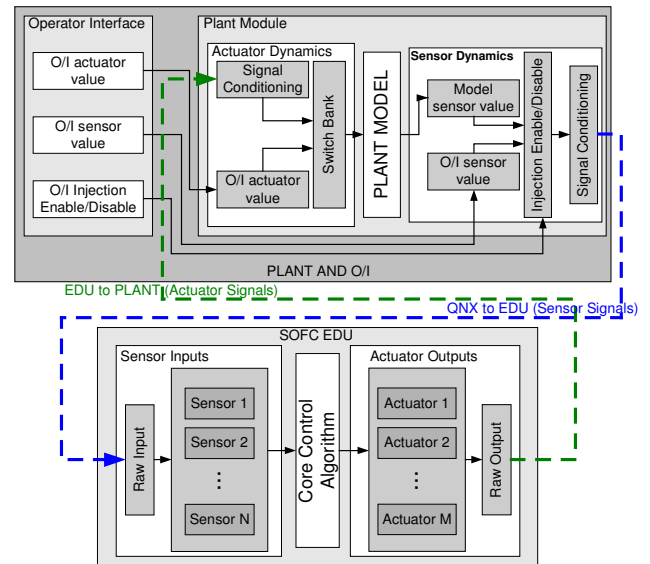 Operator Interface
O/I actuator
value
O/I sensor
value
O/I Injection
Enable/Disable
Plant Module
Actuator Dynamics
Signal
Conditioning
O/I actuator
value
Switch Bank
PLANT MODEL
Sensor Dynamics
Model
sensor value
O/I sensor
value
Injection Enable/Disable
Signal Conditioning
PLANT AND O/I
EDU to PLANT (Actuator Signals)
QNX to EDU (Sensor Signals)
SOFC EDU
Sensor Inputs
Raw Input
Sensor 1
Sensor 2
⋮
Sensor N
Core Control
Algorithm
Actuator Outputs
Actuator 1
Actuator 2
⋮
Actuator M
Raw Output